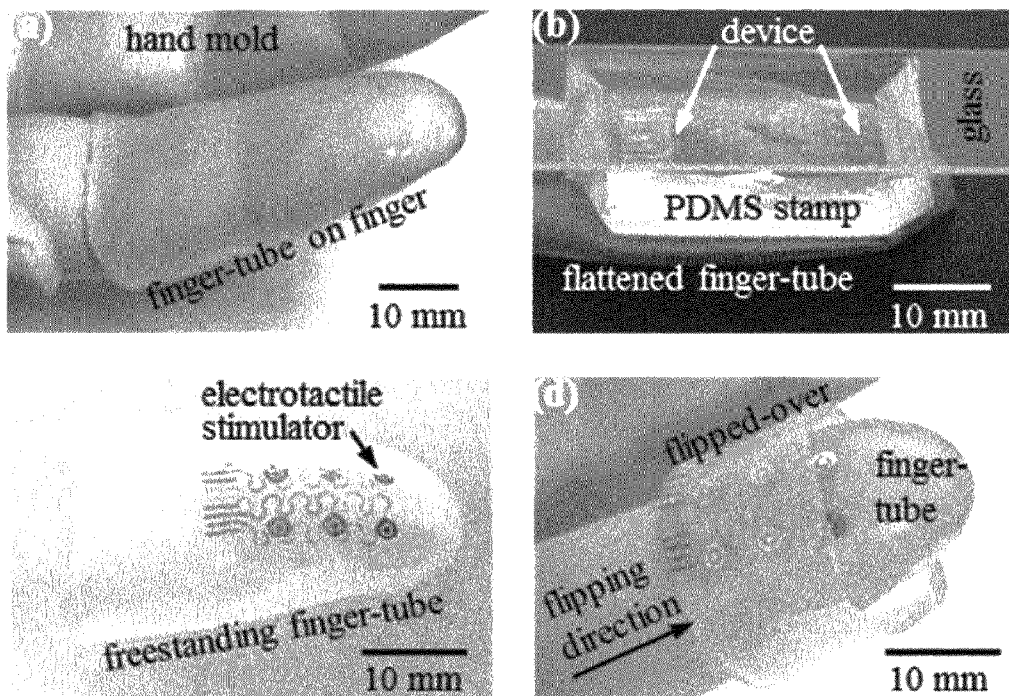 a)
hand mold
finger-tube on finger
10 mm
(b)
device
glass
PDMS stamp
flattened finger-tube
10 mm
electrotactile
stimulator
freestanding finger-tube
10 mm
(d)
flipped-over
finger-
tube
flipping
direction
10 mm